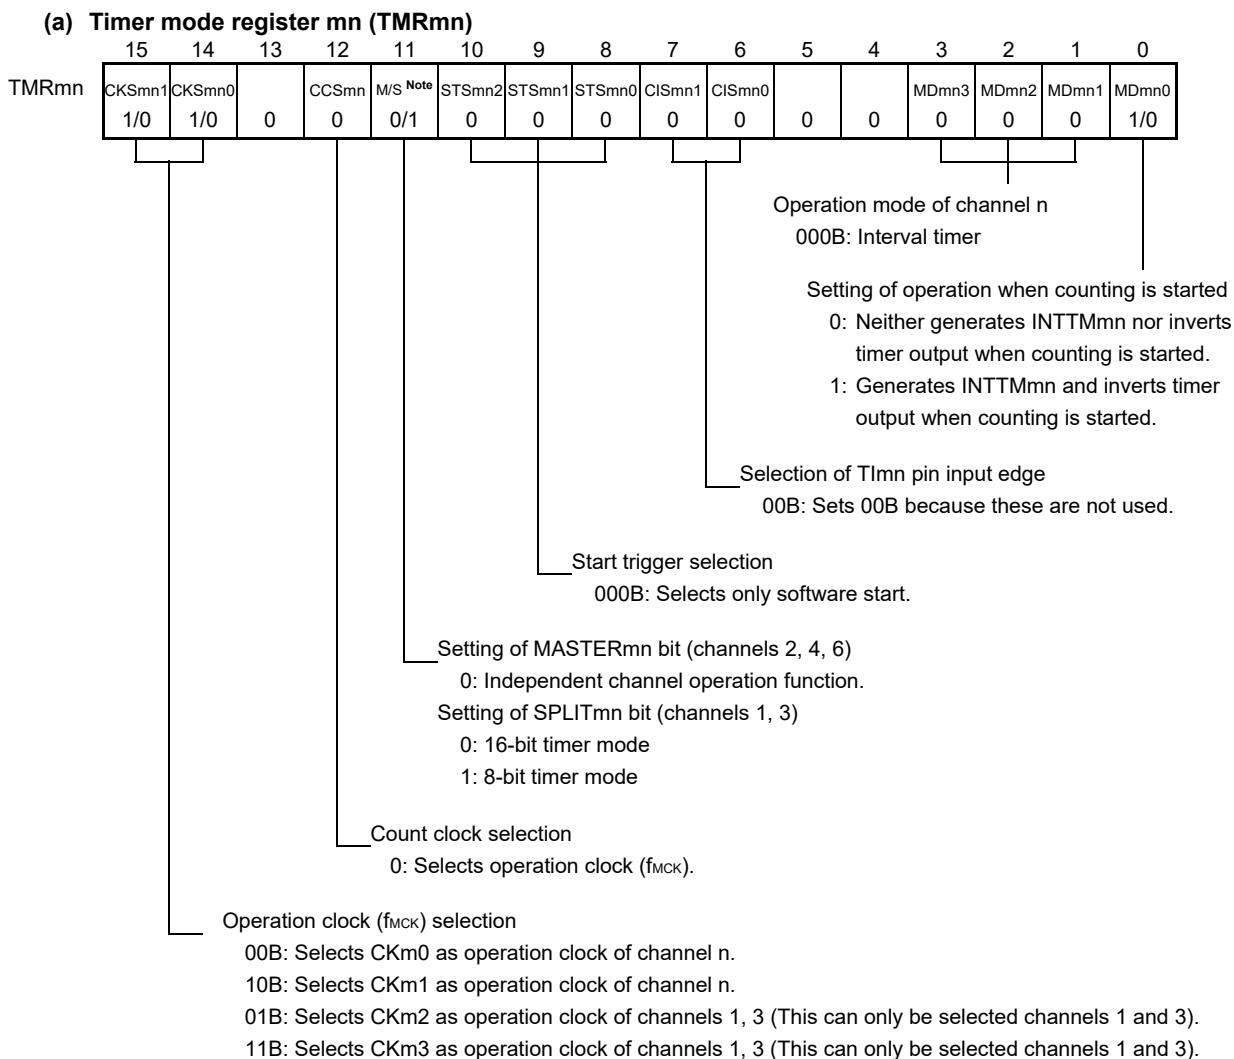 (a) Timer mode register mn (TMRmn)
15 14 13 12 11 10 9 8 7 6 5 4 3 2 1 0
TMRmn CKSmn1 CKSmn0 CCSmn M/S Note STSmn2 STSmn1 STSmn0 CISmn1 CISmn0 MDmn3 MDmn2 MDmn1 MDmn0
1/0 1/0 0 0 0/1 0 0 0 0 0 0 0 0 0 0 1/0
Operation mode of channel n
000B: Interval timer
Setting of operation when counting is started
0: Neither generates INTTMmn nor inverts
timer output when counting is started.
1: Generates INTTMmn and inverts timer
output when counting is started.
Selection of TImn pin input edge
00B: Sets 00B because these are not used.
Start trigger selection
000B: Selects only software start.
Setting of MASTERmn bit (channels 2, 4, 6)
0: Independent channel operation function.
Setting of SPLITmn bit (channels 1, 3)
0: 16-bit timer mode
1: 8-bit timer mode
Count clock selection
0: Selects operation clock (fMCK).
Operation clock (fMCK) selection
00B: Selects CKm0 as operation clock of channel n.
10B: Selects CKm1 as operation clock of channel n.
01B: Selects CKm2 as operation clock of channels 1, 3 (This can only be selected channels 1 and 3).
11B: Selects CKm3 as operation clock of channels 1, 3 (This can only be selected channels 1 and 3).